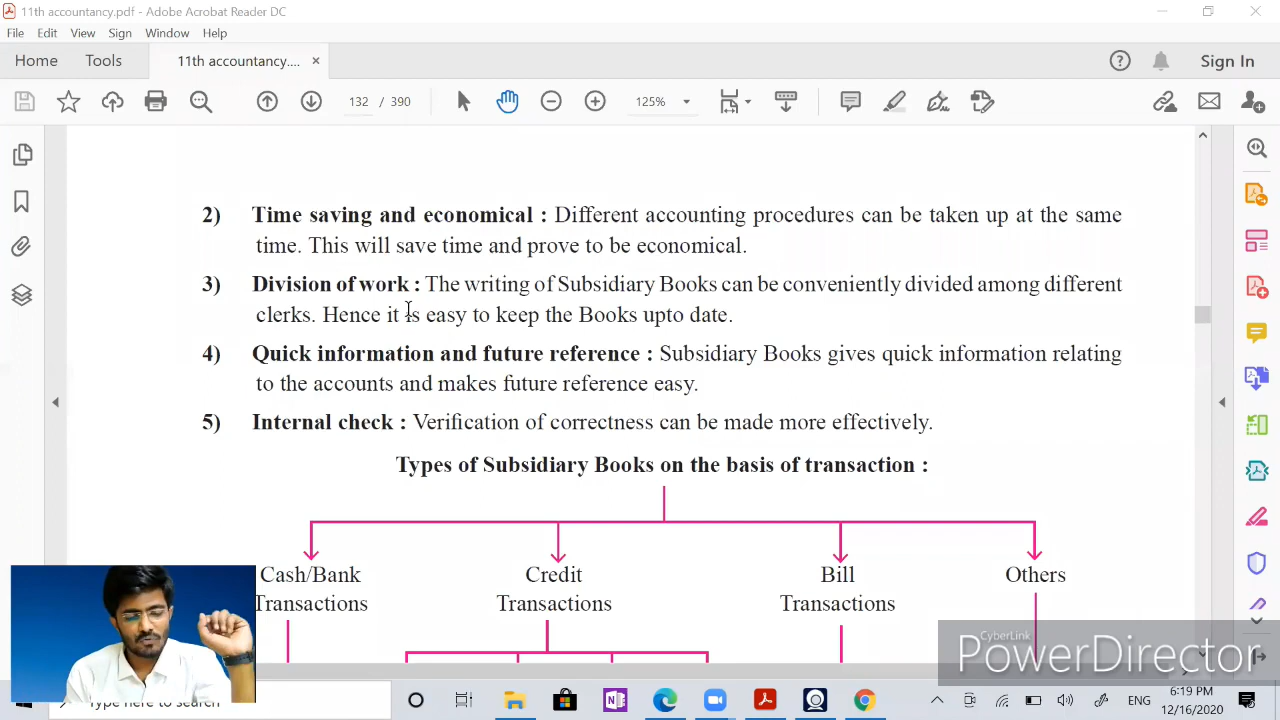 11th accountancy.pdf - Adobe Acrobat Reader DC
File Edit View Sign Window Help
Home Tools 11th accountancy.... × Sign In
132 / 390 125%
2) Time saving and economical : Different accounting procedures can be taken up at the same
time. This will save time and prove to be economical.
3) Division of work : The writing of Subsidiary Books can be conveniently divided among different
clerks. Hence it is easy to keep the Books upto date.
4) Quick information and future reference : Subsidiary Books gives quick information relating
to the accounts and makes future reference easy.
5) Internal check : Verification of correctness can be made more effectively.
Types of Subsidiary Books on the basis of transaction :
Cash/Bank Credit Bill Others
Transactions Transactions Transactions
CyberLink
PowerDirector
Type here to search
ENG
6:19 PM
12/16/2020